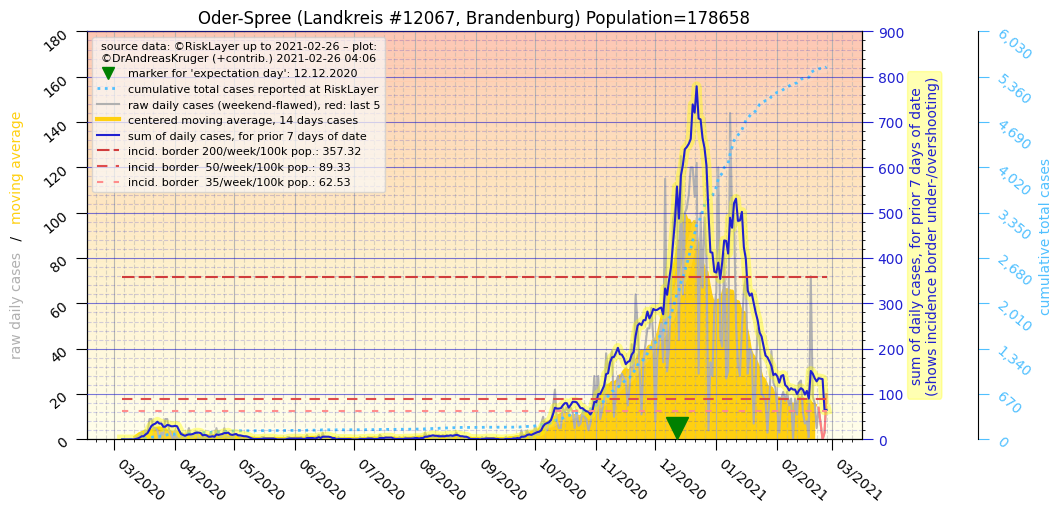 Oder-Spree (Landkreis #12067, Brandenburg) Population=178658
source data: ©RiskLayer up to 2021-02-26 – plot:
©DrAndreasKruger (+contrib.) 2021-02-26 04:06
marker for 'expectation day': 12.12.2020
cumulative total cases reported at RiskLayer
raw daily cases (weekend-flawed), red: last 5
centered moving average, 14 days cases
sum of daily cases, for prior 7 days of date
incid. border 200/week/100k pop.: 357.32
incid. border  50/week/100k pop.: 89.33
incid. border  35/week/100k pop.: 62.53
raw daily cases / moving average
180
160
140
120
100
80
60
40
20
0
03/2020
04/2020
05/2020
06/2020
07/2020
08/2020
09/2020
10/2020
11/2020
12/2020
01/2021
02/2021
03/2021
900
800
700
600
500
400
300
200
100
0
sum of daily cases, for prior 7 days of date
(shows incidence border under-/overshooting)
6,030
5,360
4,690
4,020
3,350
2,680
2,010
1,340
670
0
cumulative total cases